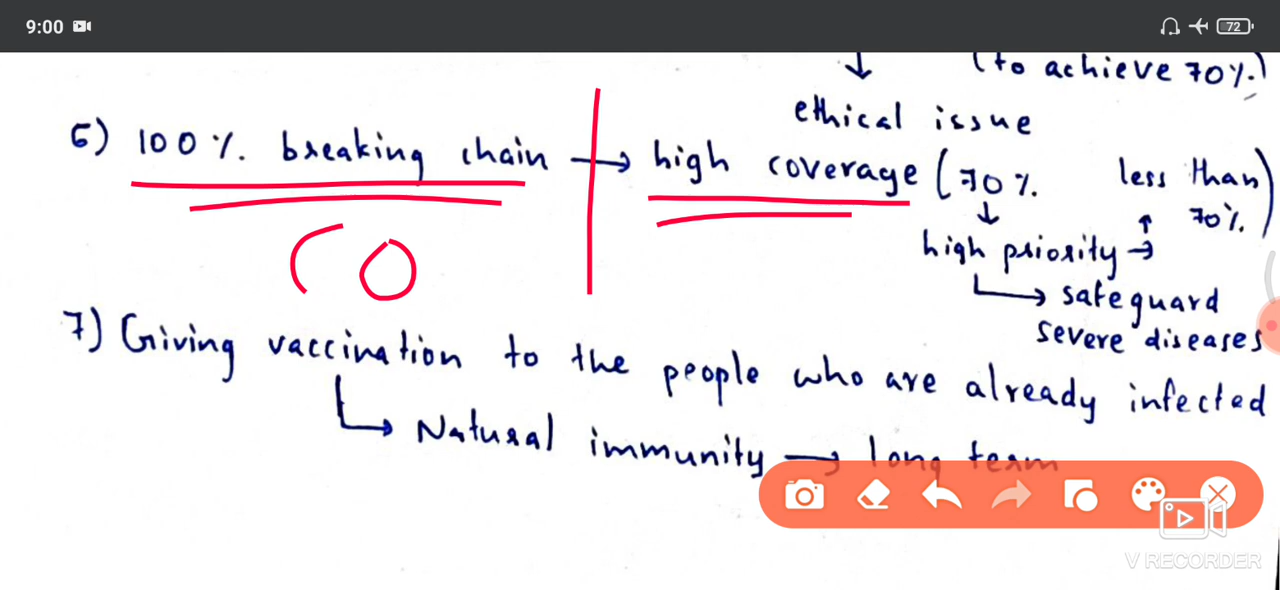 9:00
72
(to achieve 70%.)
ethical issue
6) 100%. breaking chain → high coverage (70%. less than 70%.)
high priority →
↳ safeguard
severe diseases
7) Giving vaccination to the people who are already infected
↳ Natural immunity → long term
V RECORDER